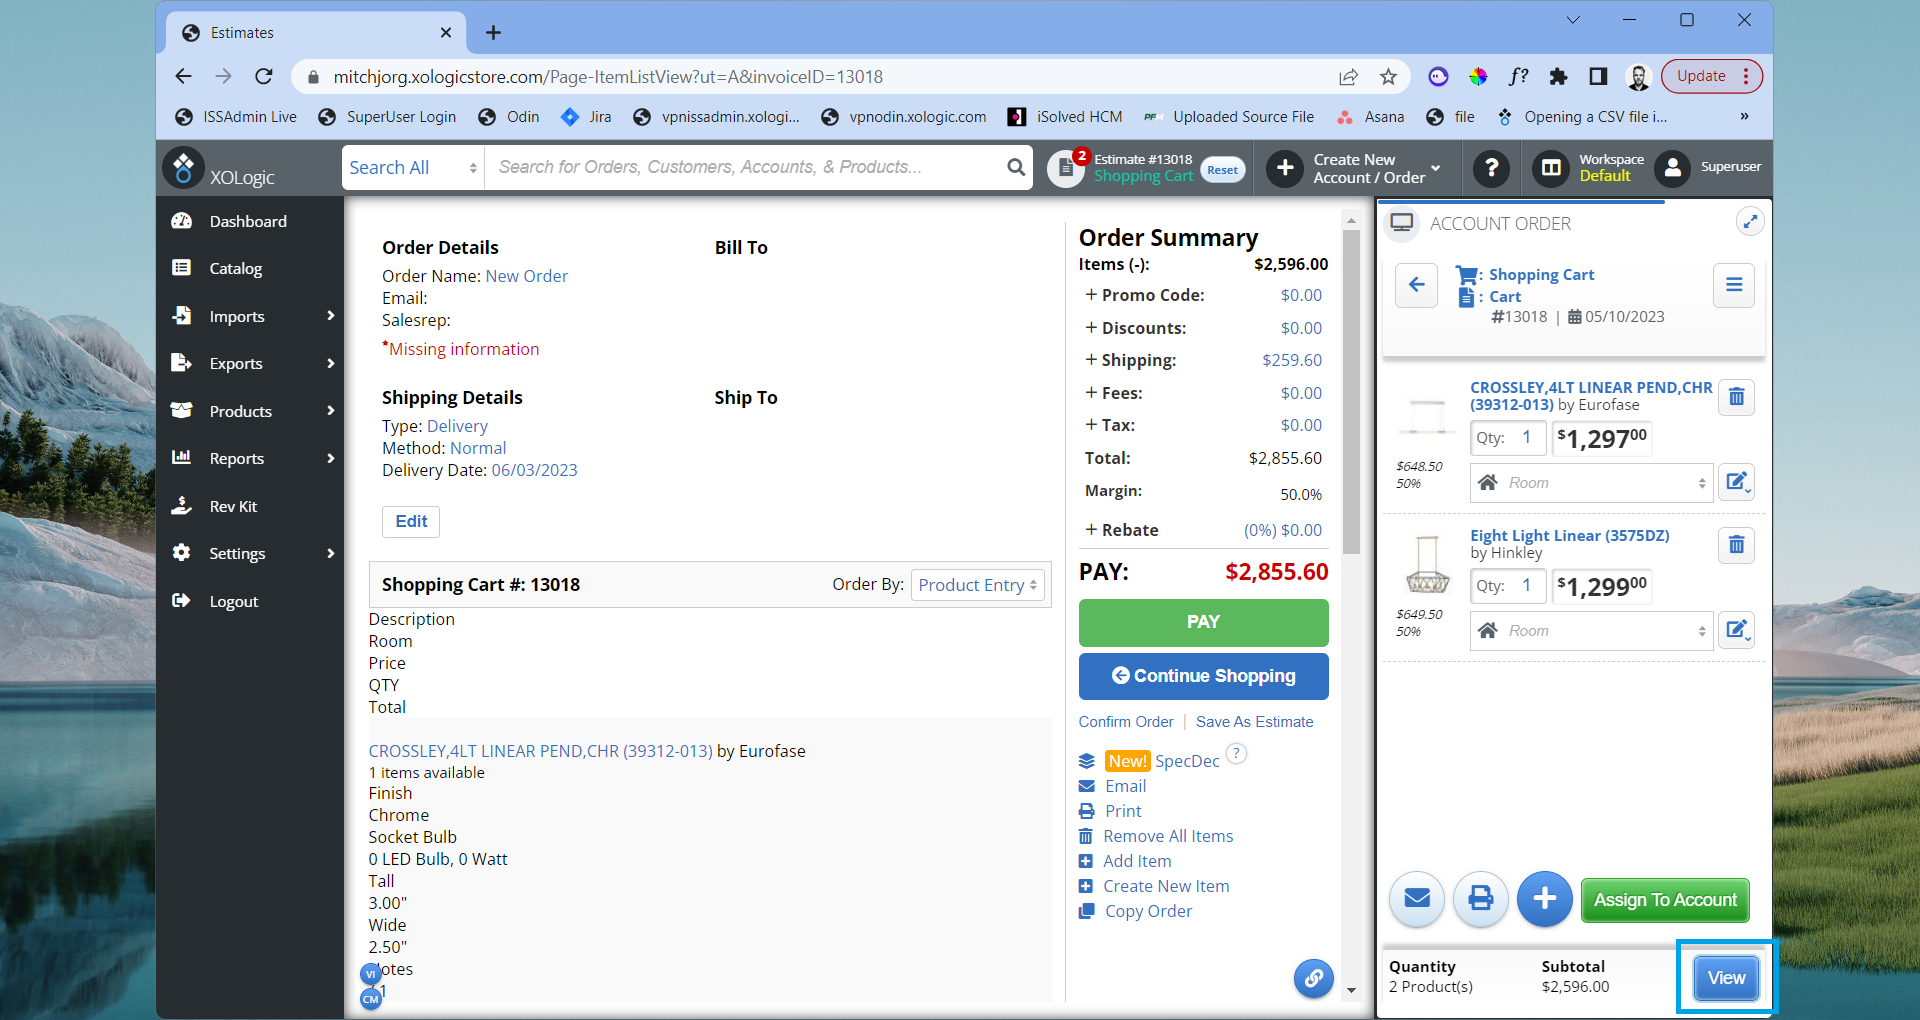 Estimates
mitchjorg.xologicstore.com/Page-ItemListView?ut=A&invoiceID=13018
f?
Update
ISSAdmin Live
SuperUser Login
Odin
Jira
vpnissadmin.xologi...
vpnodin.xologic.com
iSolved HCM
Uploaded Source File
Asana
file
Opening a CSV file i...
»
XOLogic
Search All
Search for Orders, Customers, Accounts, & Products...
2
Estimate #13018
Shopping Cart
Reset
Create New
Account / Order
?
Workspace
Default
Superuser
Dashboard
Catalog
Imports
Exports
Products
Reports
Rev Kit
Settings
Logout
Order Details
Order Name: New Order
Email:
Salesrep:
*Missing information
Bill To
Shipping Details
Type: Delivery
Method: Normal
Delivery Date: 06/03/2023
Ship To
Edit
Shopping Cart #: 13018
Order By: Product Entry
Description
Room
Price
QTY
Total
CROSSLEY,4LT LINEAR PEND,CHR (39312-013) by Eurofase
1 items available
Finish
Chrome
Socket Bulb
0 LED Bulb, 0 Watt
Tall
3.00"
Wide
2.50"
VI
CM
Order Summary
Items (-): $2,596.00
+ Promo Code: $0.00
+ Discounts: $0.00
+ Shipping: $259.60
+ Fees: $0.00
+ Tax: $0.00
Total: $2,855.60
Margin: 50.0%
+ Rebate (0%) $0.00
PAY: $2,855.60
PAY
Continue Shopping
Confirm Order | Save As Estimate
New! SpecDec ?
Email
Print
Remove All Items
Add Item
Create New Item
Copy Order
ACCOUNT ORDER
: Shopping Cart
: Cart
#13018 | 05/10/2023
CROSSLEY,4LT LINEAR PEND,CHR
(39312-013) by Eurofase
Qty: 1 $1,29700
$648.50
50%
Room
Eight Light Linear (3575DZ)
by Hinkley
Qty: 1 $1,29900
$649.50
50%
Room
Assign To Account
Quantity
2 Product(s)
Subtotal
$2,596.00
View